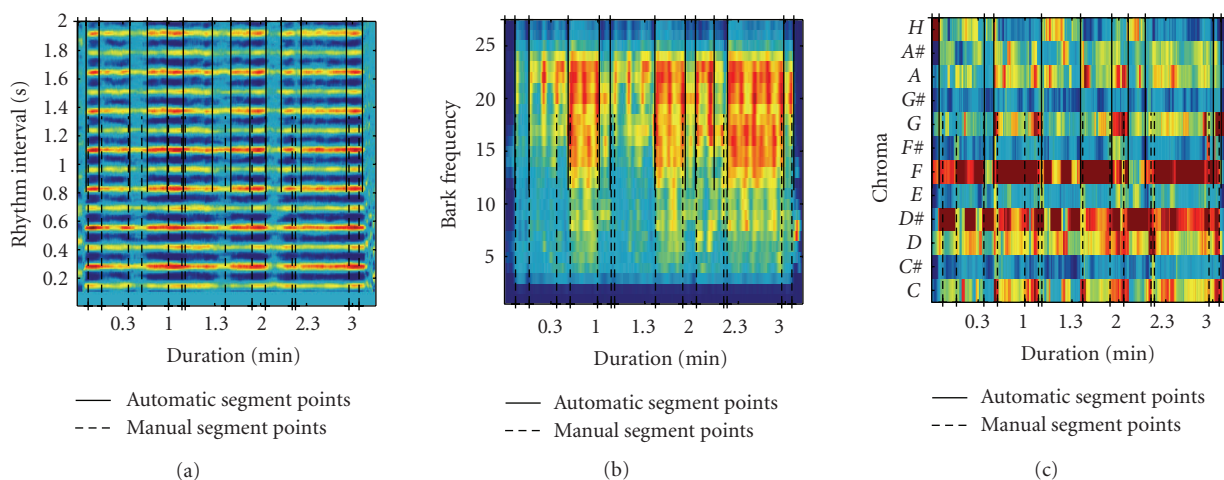 2
1.8
1.6
1.4
1.2
1
0.8
0.6
0.4
0.2
Rhythm interval (s)
0.3 1 1.3 2 2.3 3
Duration (min)
Automatic segment points
Manual segment points
(a)
25
20
15
10
5
Bark frequency
0.3 1 1.3 2 2.3 3
Duration (min)
Automatic segment points
Manual segment points
(b)
H
A#
A
G#
G
F#
F
E
D#
D
C#
C
Chroma
0.3 1 1.3 2 2.3 3
Duration (min)
Automatic segment points
Manual segment points
(c)